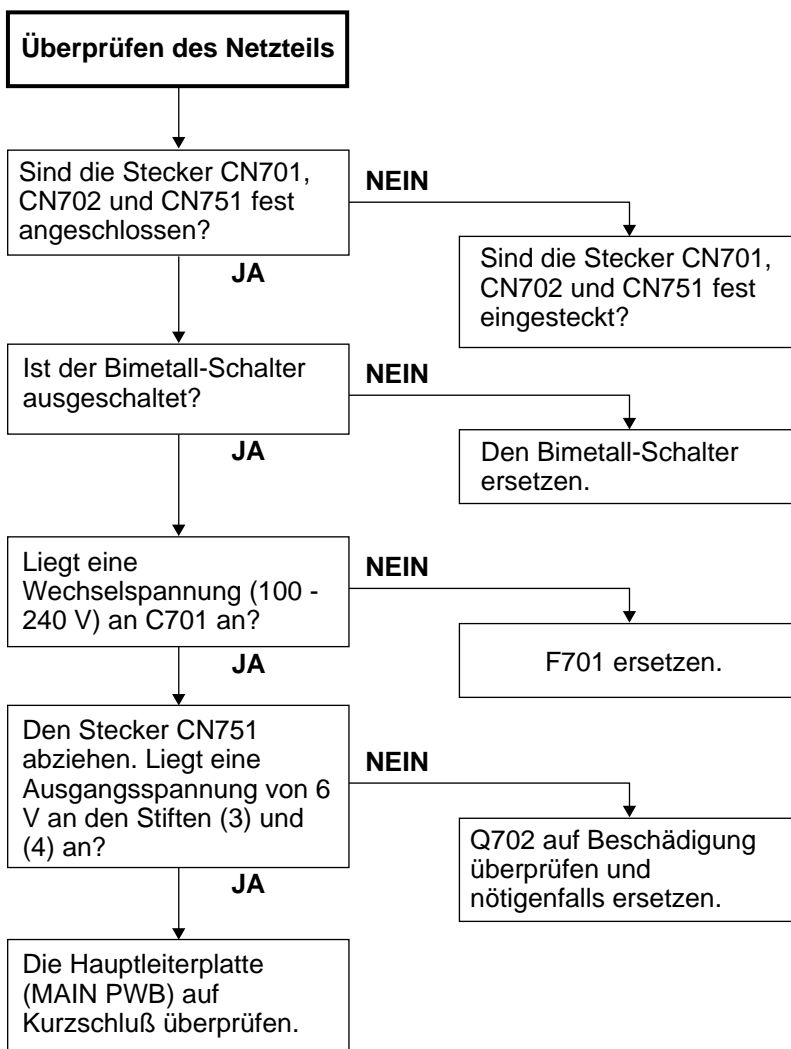 Überprüfen des Netzteils
Sind die Stecker CN701,
CN702 und CN751 fest
angeschlossen?
NEIN
JA
Sind die Stecker CN701,
CN702 und CN751 fest
eingesteckt?
Ist der Bimetall-Schalter
ausgeschaltet?
NEIN
JA
Den Bimetall-Schalter
ersetzen.
Liegt eine
Wechselspannung (100 -
240 V) an C701 an?
NEIN
JA
F701 ersetzen.
Den Stecker CN751
abziehen. Liegt eine
Ausgangsspannung von 6
V an den Stiften (3) und
(4) an?
NEIN
JA
Q702 auf Beschädigung
überprüfen und
nötigenfalls ersetzen.
Die Hauptleiterplatte
(MAIN PWB) auf
Kurzschluß überprüfen.